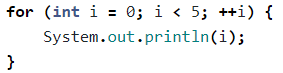 for (int i = 0; i < 5; ++i) {
    System.out.println(i);
}